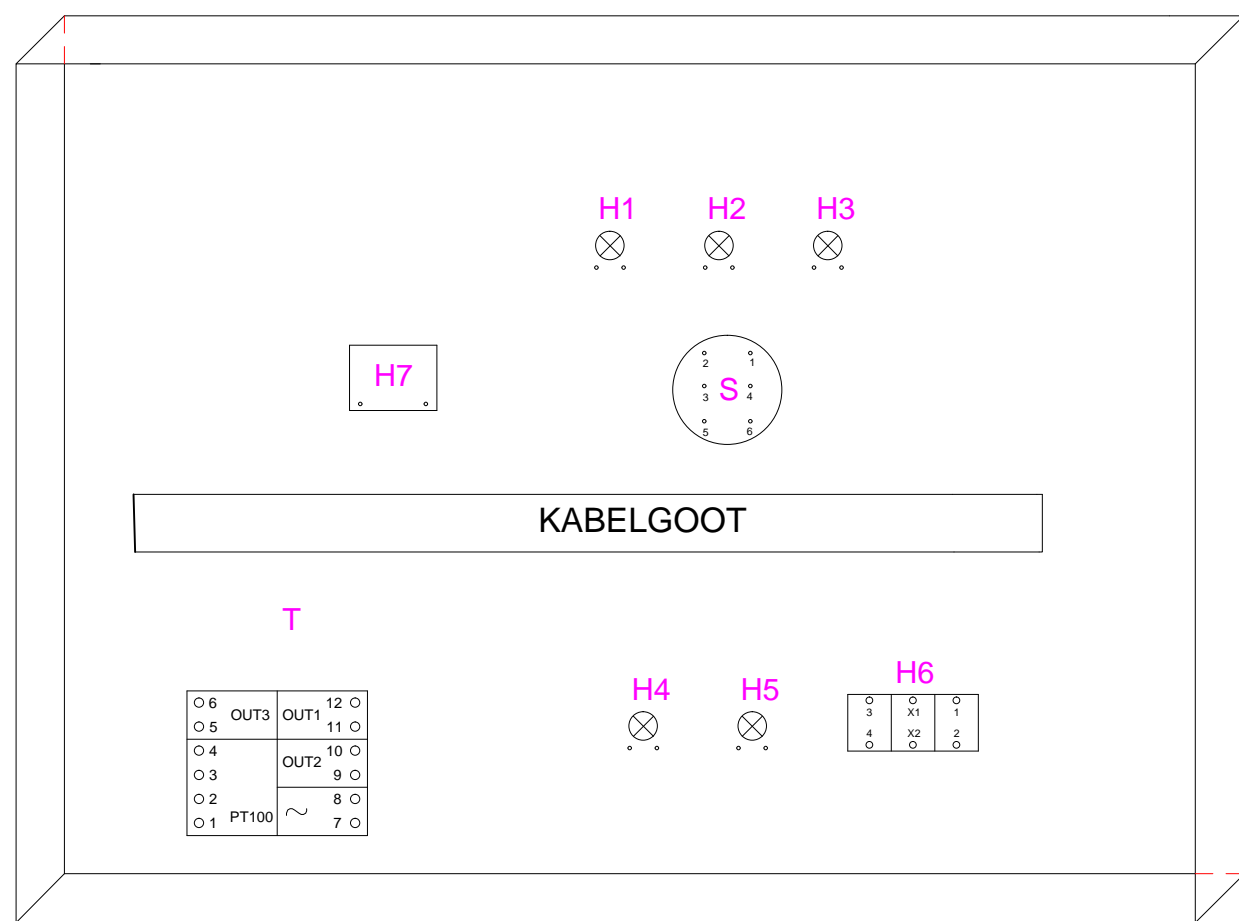 H1 H2 H3
H7
2 1
S
3 4
5 6
KABELGOOT
T
H4 H5 H6
6 OUT3 OUT1 12
5 11
4 10
OUT2
3 9
2 8
1 PT100 ~ 7
3 X1 1
4 X2 2